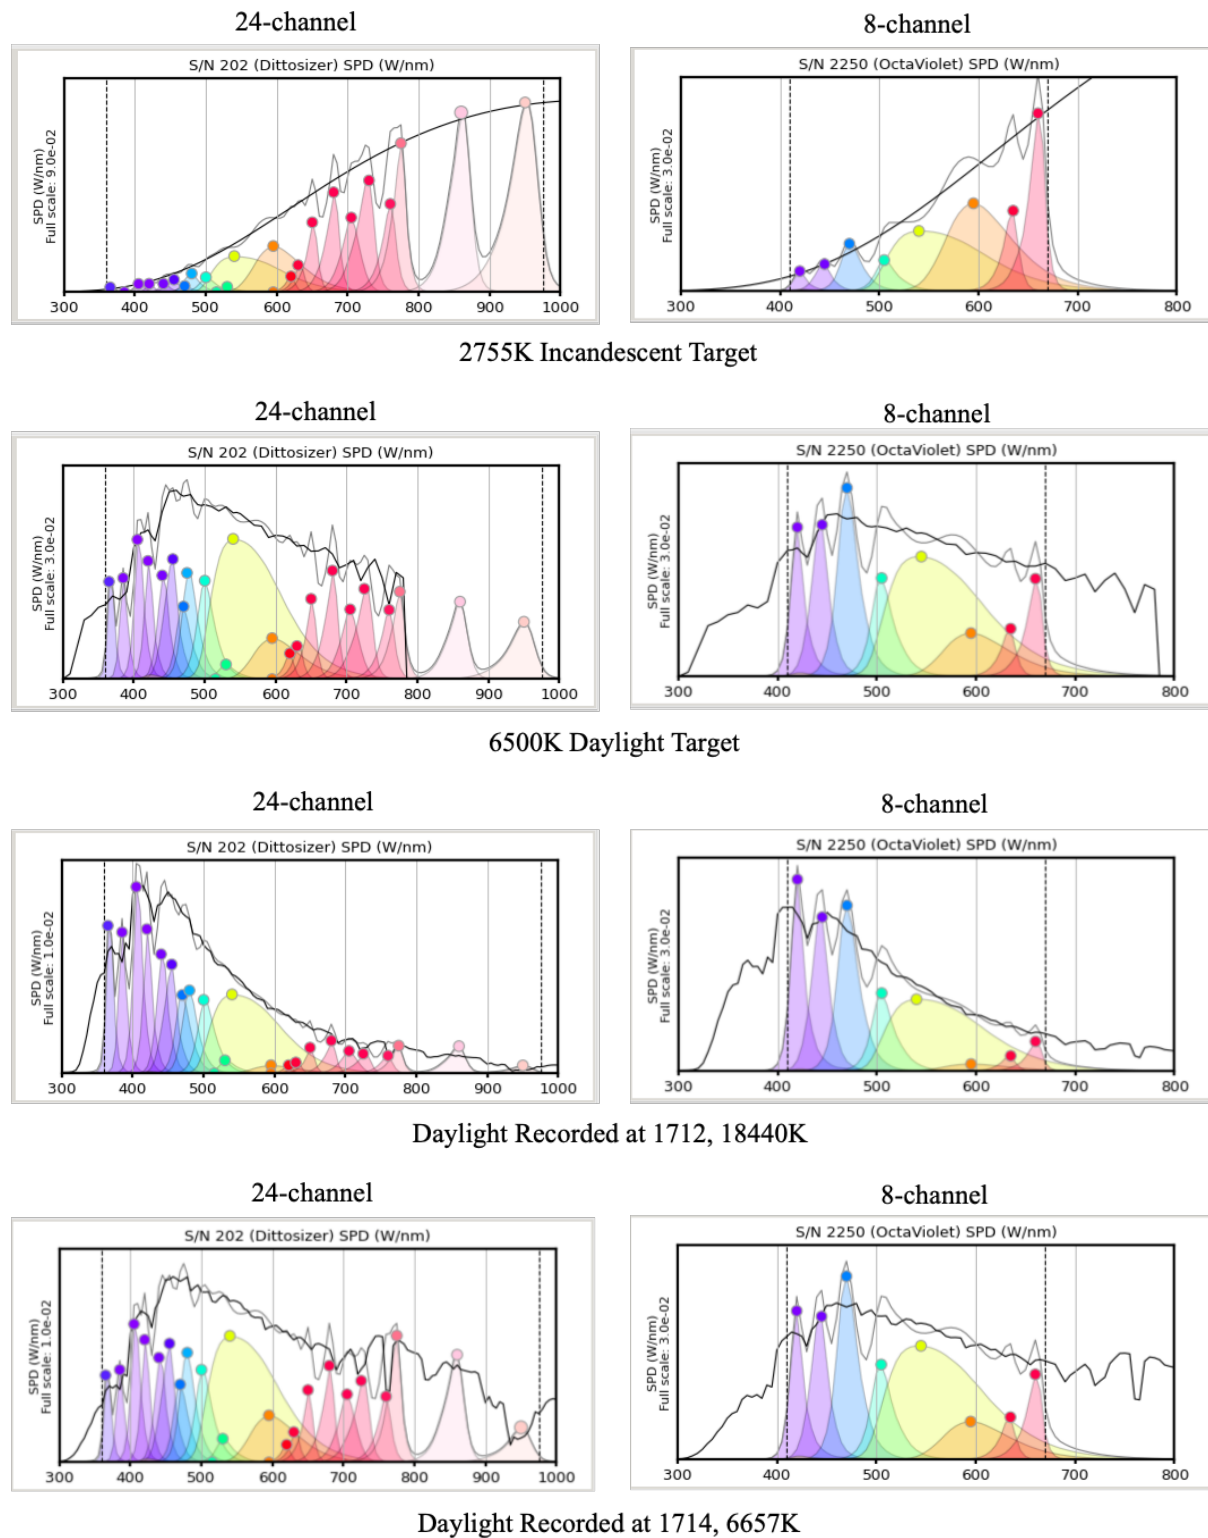 24-channel
8-channel
S/N 202 (Dittosizer) SPD (W/nm)
S/N 2250 (OctaViolet) SPD (W/nm)
SPD (W/nm)
Full scale: 9.0e-02
SPD (W/nm)
Full scale: 3.0e-02
300 400 500 600 700 800 900 1000
300 400 500 600 700 800
2755K Incandescent Target
24-channel
8-channel
S/N 202 (Dittosizer) SPD (W/nm)
S/N 2250 (OctaViolet) SPD (W/nm)
SPD (W/nm)
Full scale: 3.0e-02
SPD (W/nm)
Full scale: 3.0e-02
300 400 500 600 700 800 900 1000
300 400 500 600 700 800
6500K Daylight Target
24-channel
8-channel
S/N 202 (Dittosizer) SPD (W/nm)
S/N 2250 (OctaViolet) SPD (W/nm)
SPD (W/nm)
Full scale: 1.0e-02
SPD (W/nm)
Full scale: 3.0e-02
300 400 500 600 700 800 900 1000
300 400 500 600 700 800
Daylight Recorded at 1712, 18440K
24-channel
8-channel
S/N 202 (Dittosizer) SPD (W/nm)
S/N 2250 (OctaViolet) SPD (W/nm)
SPD (W/nm)
Full scale: 1.0e-02
SPD (W/nm)
Full scale: 3.0e-02
300 400 500 600 700 800 900 1000
300 400 500 600 700 800
Daylight Recorded at 1714, 6657K